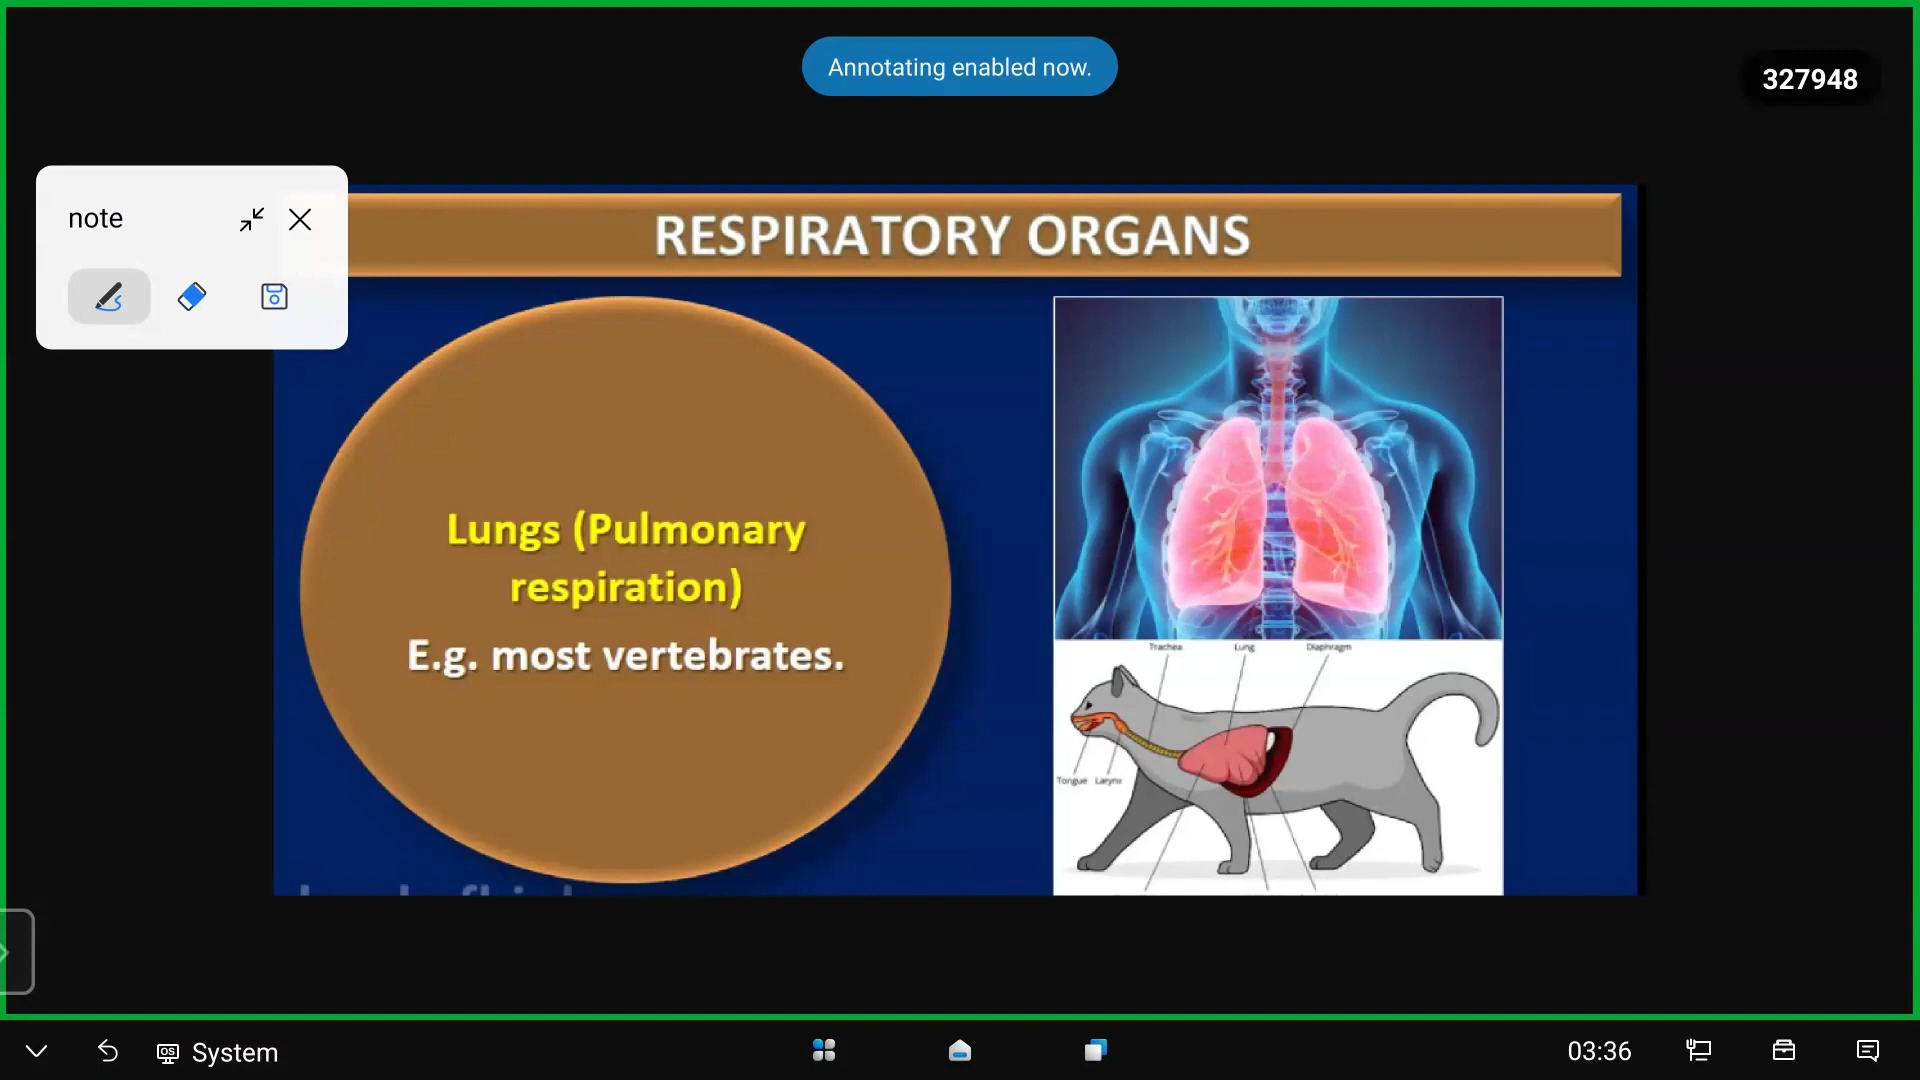 Annotating enabled now.
327948
note
RESPIRATORY ORGANS
Lungs (Pulmonary
respiration)
E.g. most vertebrates.
Trachea Lung Diaphragm
Tongue Larynx
OS System
03:36